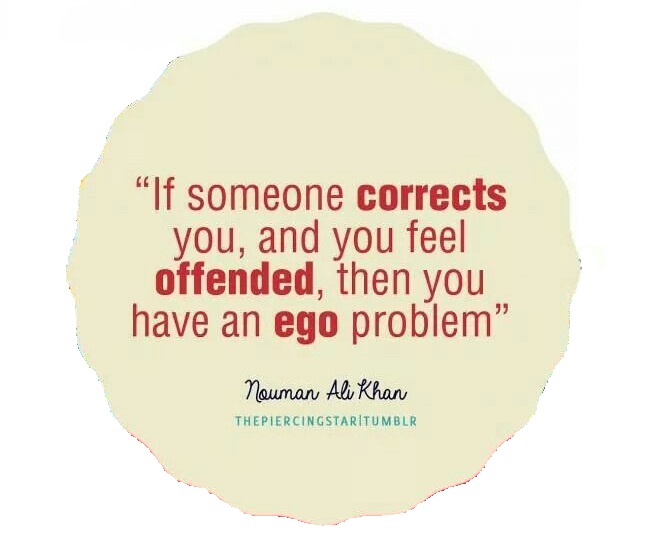 “If someone corrects
you, and you feel
offended, then you
have an ego problem”
Nouman Ali Khan
THEPIERCINGSTAR|TUMBLR